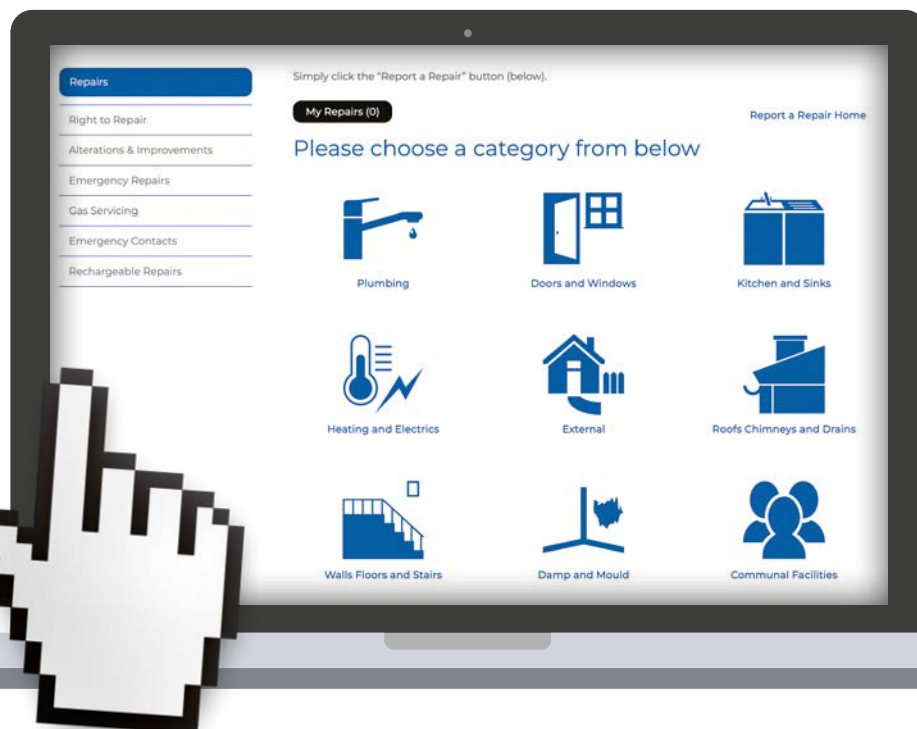 Repairs
Right to Repair
Alterations & Improvements
Emergency Repairs
Gas Servicing
Emergency Contacts
Rechargeable Repairs
Simply click the "Report a Repair" button (below).
My Repairs (0)
Report a Repair Home
Please choose a category from below
Plumbing
Doors and Windows
Kitchen and Sinks
Heating and Electrics
External
Roofs Chimneys and Drains
Walls Floors and Stairs
Damp and Mould
Communal Facilities